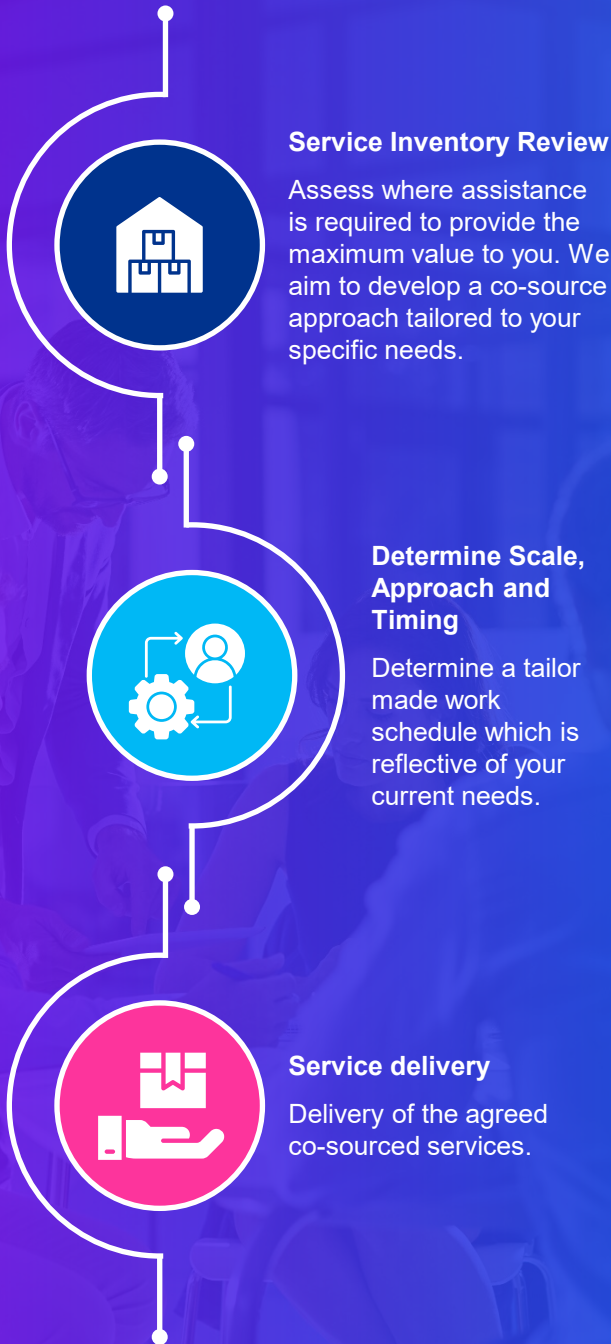 Service Inventory Review
Assess where assistance
is required to provide the
maximum value to you. We
aim to develop a co-source
approach tailored to your
specific needs.
Determine Scale,
Approach and
Timing
Determine a tailor
made work
schedule which is
reflective of your
current needs.
Service delivery
Delivery of the agreed
co-sourced services.